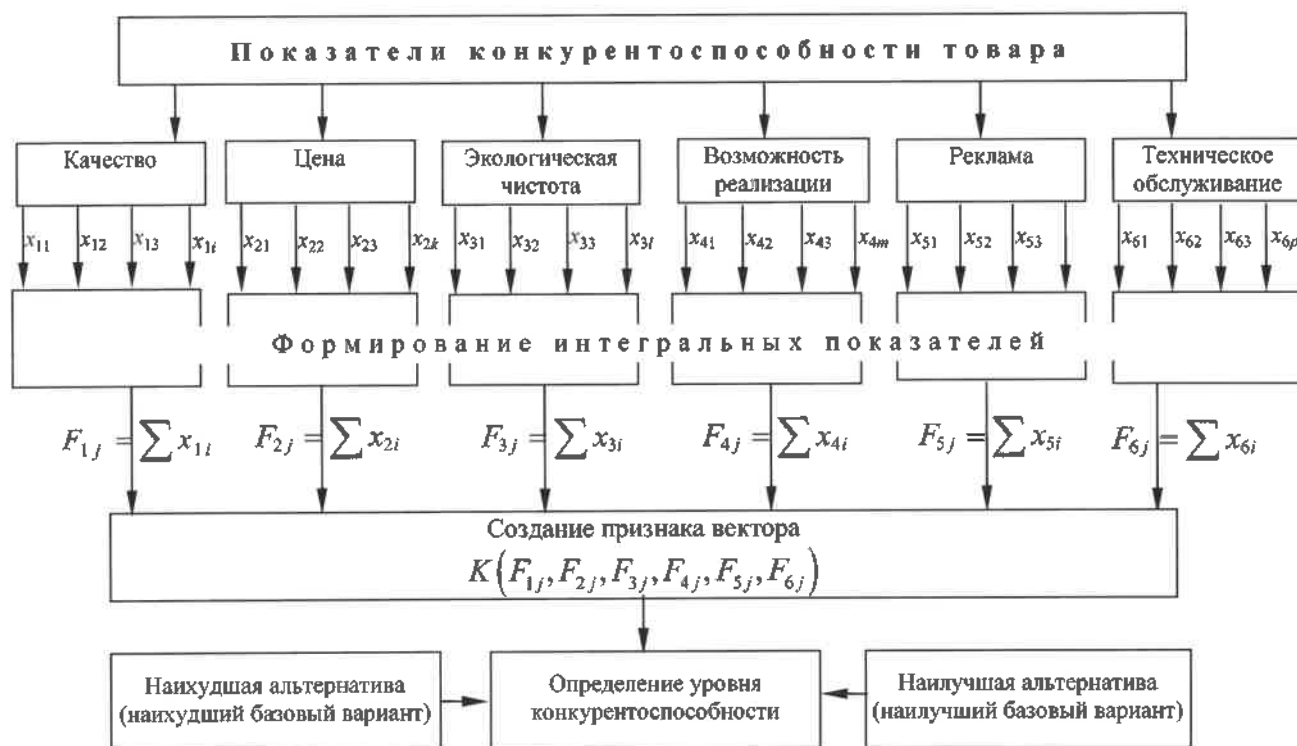 Показатели конкурентоспособности товара
Качество
Цена
Экологическая
чистота
Возможность
реализации
Реклама
Техническое
обслуживание
x11 x12 x13 x1i x21 x22 x23 x2k x31 x32 x33 x3l x41 x42 x43 x4m x51 x52 x53 x61 x62 x63 x6p
Формирование интегральных показателей
F1j = ∑ x1i F2j = ∑ x2i F3j = ∑ x3i F4j = ∑ x4i F5j = ∑ x5i F6j = ∑ x6i
Создание признака вектора
K(F1j, F2j, F3j, F4j, F5j, F6j)
Наихудшая альтернатива
(наихудший базовый вариант)
Определение уровня
конкурентоспособности
Наилучшая альтернатива
(наилучший базовый вариант)